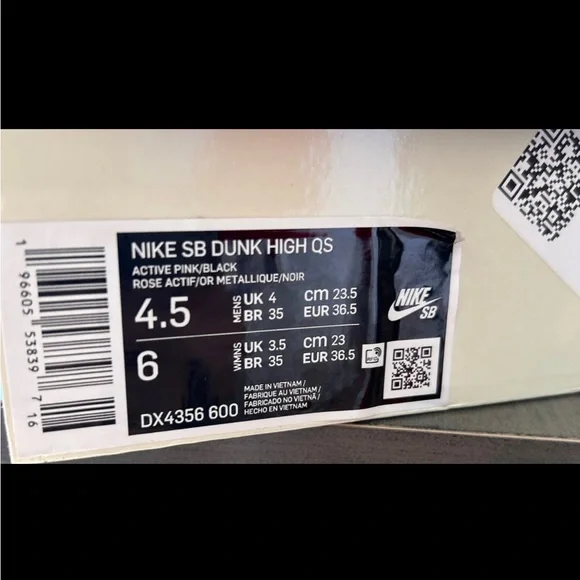 NIKE SB DUNK HIGH QS
ACTIVE PINK/BLACK
ROSE ACTIF/OR METALLIQUE/NOIR
4.5 MENS UK 4 cm 23.5
BR 35 EUR 36.5
6 WMNS UK 3.5 cm 23
BR 35 EUR 36.5
NIKE
SB
RFID
DX4356 600
MADE IN VIETNAM /
FABRIQUE AU VIETNAM /
FABRICADO NO VIETNÃ /
HECHO EN VIETNAM
1 96605 53839 7 16